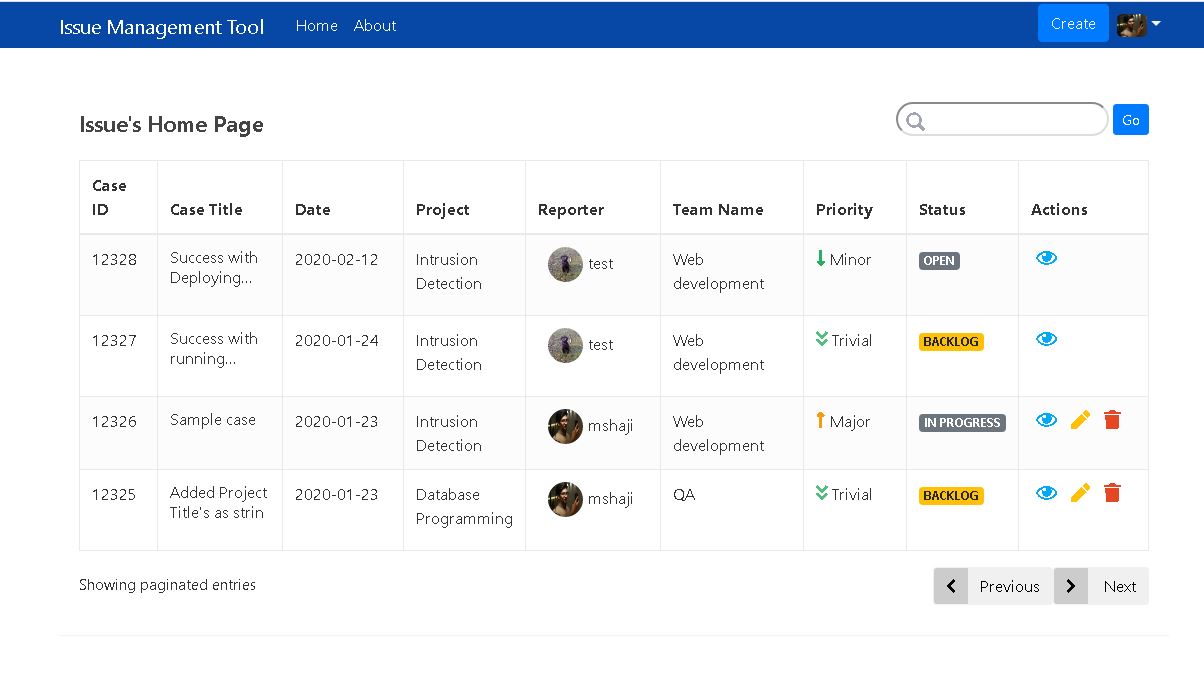 Issue Management Tool Home About Create
Issue's Home Page Go
Case ID Case Title Date Project Reporter Team Name Priority Status Actions
12328 Success with Deploying... 2020-02-12 Intrusion Detection test Web development Minor OPEN
12327 Success with running... 2020-01-24 Intrusion Detection test Web development Trivial BACKLOG
12326 Sample case 2020-01-23 Intrusion Detection mshaji Web development Major IN PROGRESS
12325 Added Project Title's as strin 2020-01-23 Database Programming mshaji QA Trivial BACKLOG
Showing paginated entries Previous Next